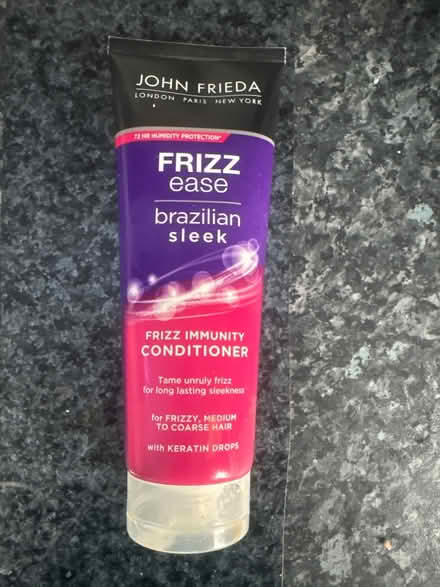 JOHN FRIEDA
LONDON PARIS NEW YORK
72 HR HUMIDITY PROTECTION*
FRIZZ
ease
brazilian
sleek
FRIZZ IMMUNITY
CONDITIONER
Tame unruly frizz
for long lasting sleekness
for FRIZZY, MEDIUM
TO COARSE HAIR
with KERATIN DROPS